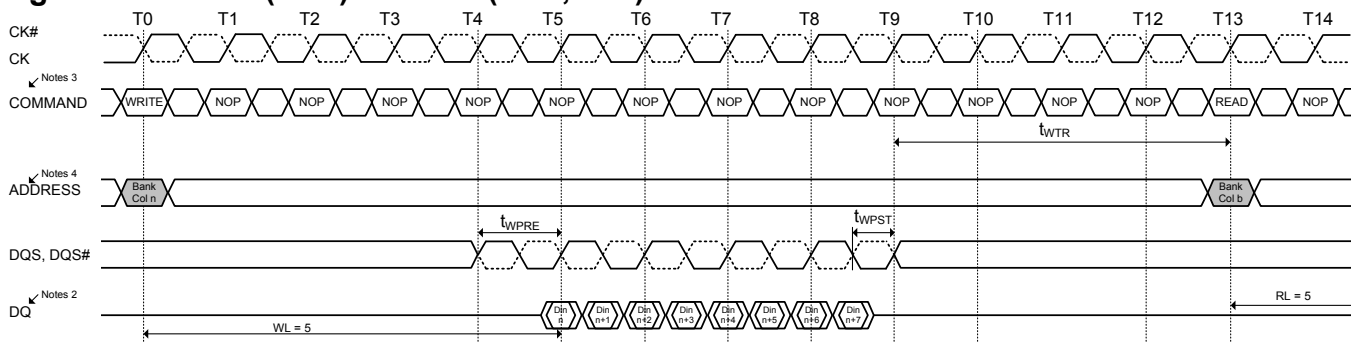 T0 T1 T2 T3 T4 T5 T6 T7 T8 T9 T10 T11 T12 T13 T14
CK#
CK
Notes 3
COMMAND WRITE NOP NOP NOP NOP NOP NOP NOP NOP NOP NOP NOP NOP READ NOP
tWTR
Notes 4
ADDRESS
Bank Col n
Bank Col b
tWPRE tWPST
DQS, DQS#
Notes 2
DQ
Din n
Din n+1
Din n+2
Din n+3
Din n+4
Din n+5
Din n+6
Din n+7
RL = 5
WL = 5